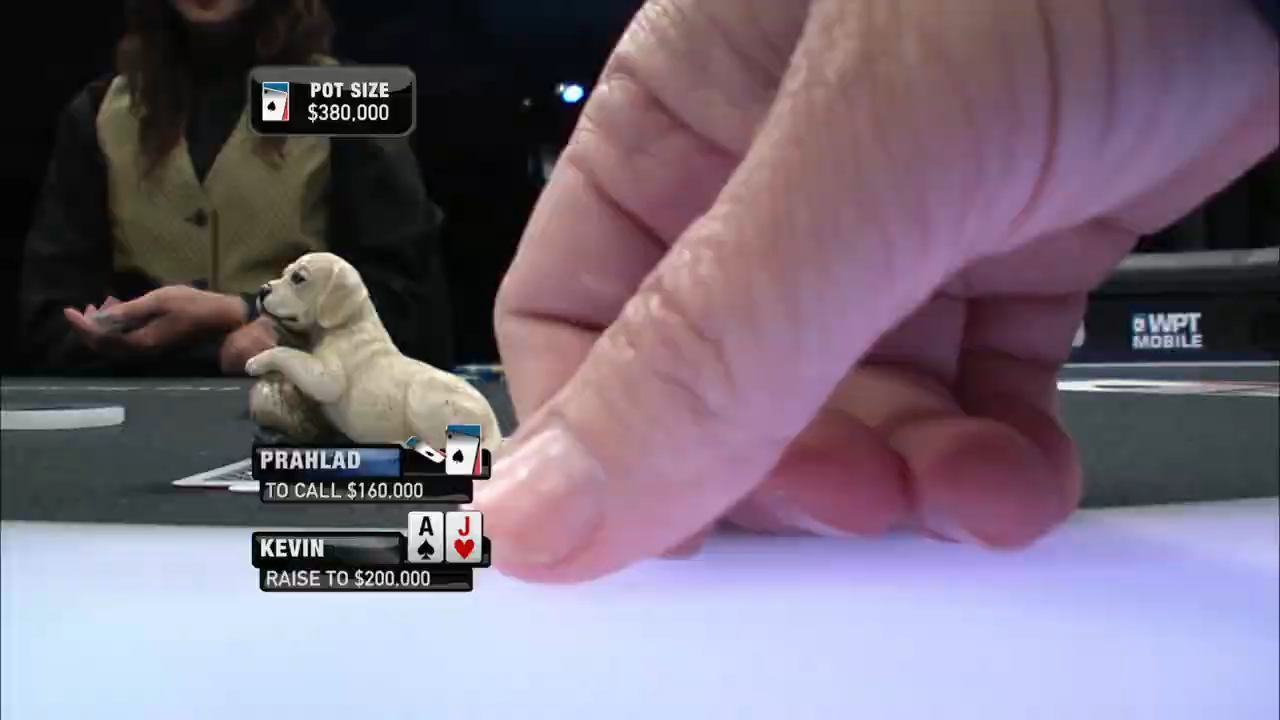 POT SIZE
$380,000
WPT
MOBILE
PRAHLAD
TO CALL $160,000
A J
KEVIN
RAISE TO $200,000